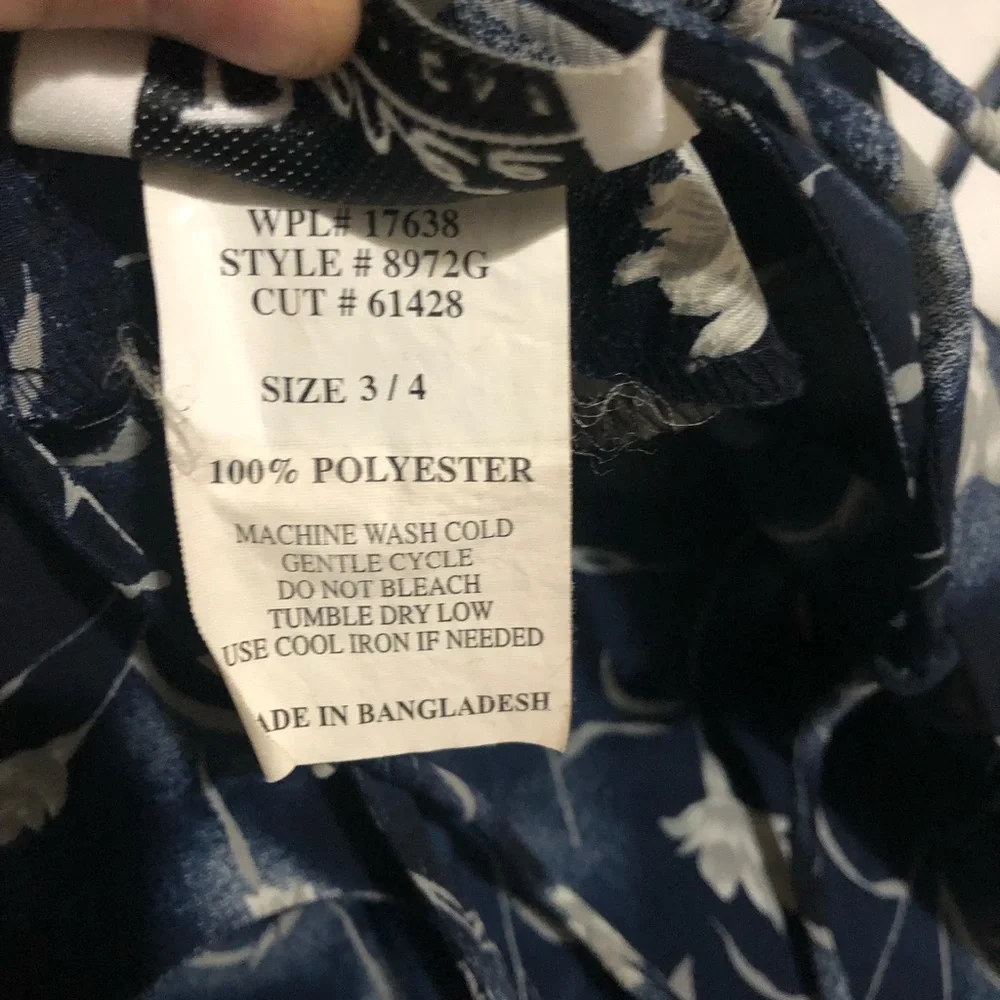 WPL# 17638
STYLE # 8972G
CUT # 61428
SIZE 3 / 4
100% POLYESTER
MACHINE WASH COLD
GENTLE CYCLE
DO NOT BLEACH
TUMBLE DRY LOW
USE COOL IRON IF NEEDED
ADE IN BANGLADESH